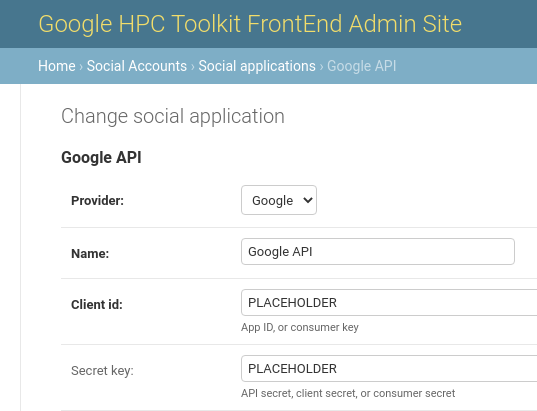 Google HPC Toolkit FrontEnd Admin Site
Home › Social Accounts › Social applications › Google API
Change social application
Google API
Provider: Google
Name: Google API
Client id: PLACEHOLDER
App ID, or consumer key
Secret key: PLACEHOLDER
API secret, client secret, or consumer secret